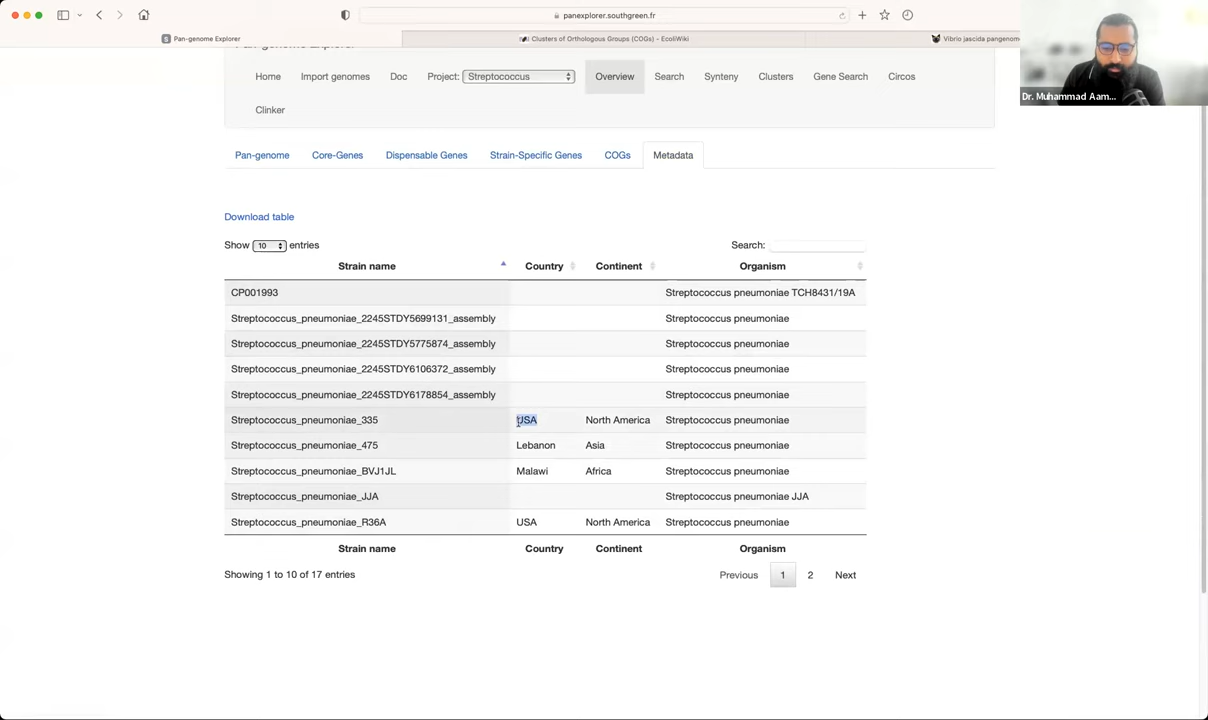 panexplorer.southgreen.fr
Pan-genome Explorer
Clusters of Orthologous Groups (COGs) - EcoliWiki
Vibrio jascida pangenom
Dr. Muhammad Aam...
Home Import genomes Doc Project: Streptococcus Overview Search Synteny Clusters Gene Search Circos
Clinker
Pan-genome Core-Genes Dispensable Genes Strain-Specific Genes COGs Metadata
Download table
Show 10 entries Search:
Strain name Country Continent Organism
CP001993 Streptococcus pneumoniae TCH8431/19A
Streptococcus_pneumoniae_2245STDY5699131_assembly Streptococcus pneumoniae
Streptococcus_pneumoniae_2245STDY5775874_assembly Streptococcus pneumoniae
Streptococcus_pneumoniae_2245STDY6106372_assembly Streptococcus pneumoniae
Streptococcus_pneumoniae_2245STDY6178854_assembly Streptococcus pneumoniae
Streptococcus_pneumoniae_335 USA North America Streptococcus pneumoniae
Streptococcus_pneumoniae_475 Lebanon Asia Streptococcus pneumoniae
Streptococcus_pneumoniae_BVJ1JL Malawi Africa Streptococcus pneumoniae
Streptococcus_pneumoniae_JJA Streptococcus pneumoniae JJA
Streptococcus_pneumoniae_R36A USA North America Streptococcus pneumoniae
Strain name Country Continent Organism
Showing 1 to 10 of 17 entries Previous 1 2 Next